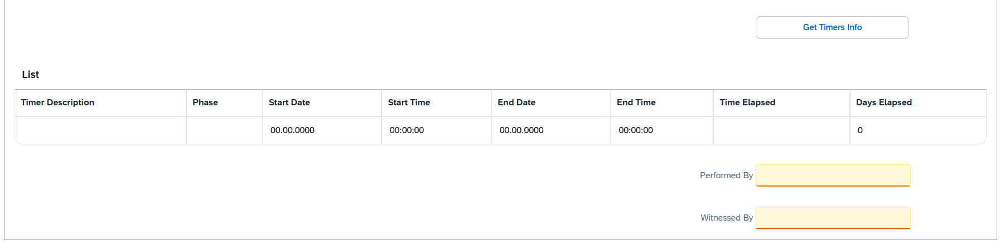 Get Timers Info
List
Timer Description Phase Start Date Start Time End Date End Time Time Elapsed Days Elapsed
00.00.0000 00:00:00 00.00.0000 00:00:00 0
Performed By
Witnessed By